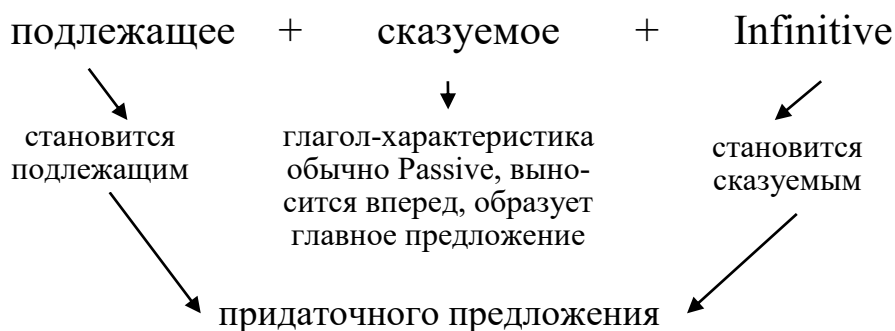 подлежащее + сказуемое + Infinitive
становится
подлежащим
глагол-характеристика
обычно Passive, выно-
сится вперед, образует
главное предложение
становится
сказуемым
придаточного предложения